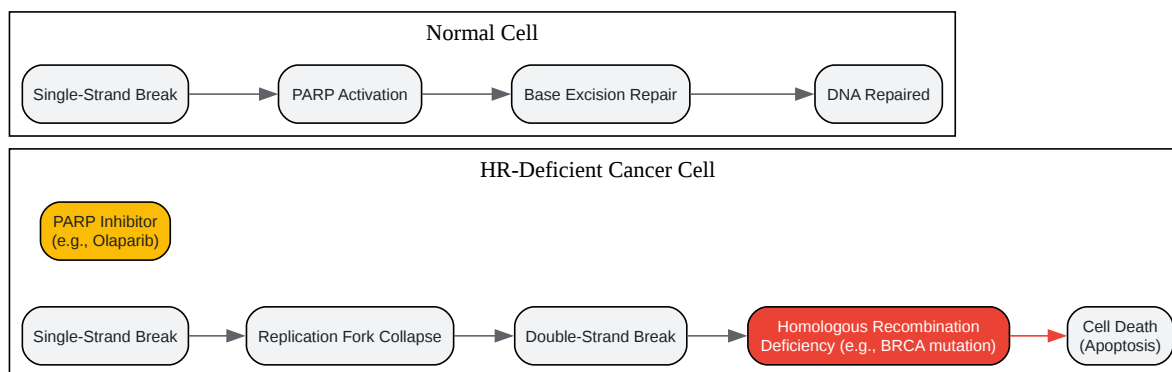 Normal Cell
Single-Strand Break
PARP Activation
Base Excision Repair
DNA Repaired
HR-Deficient Cancer Cell
PARP Inhibitor
(e.g., Olaparib)
Single-Strand Break
Replication Fork Collapse
Double-Strand Break
Homologous Recombination
Deficiency (e.g., BRCA mutation)
Cell Death
(Apoptosis)